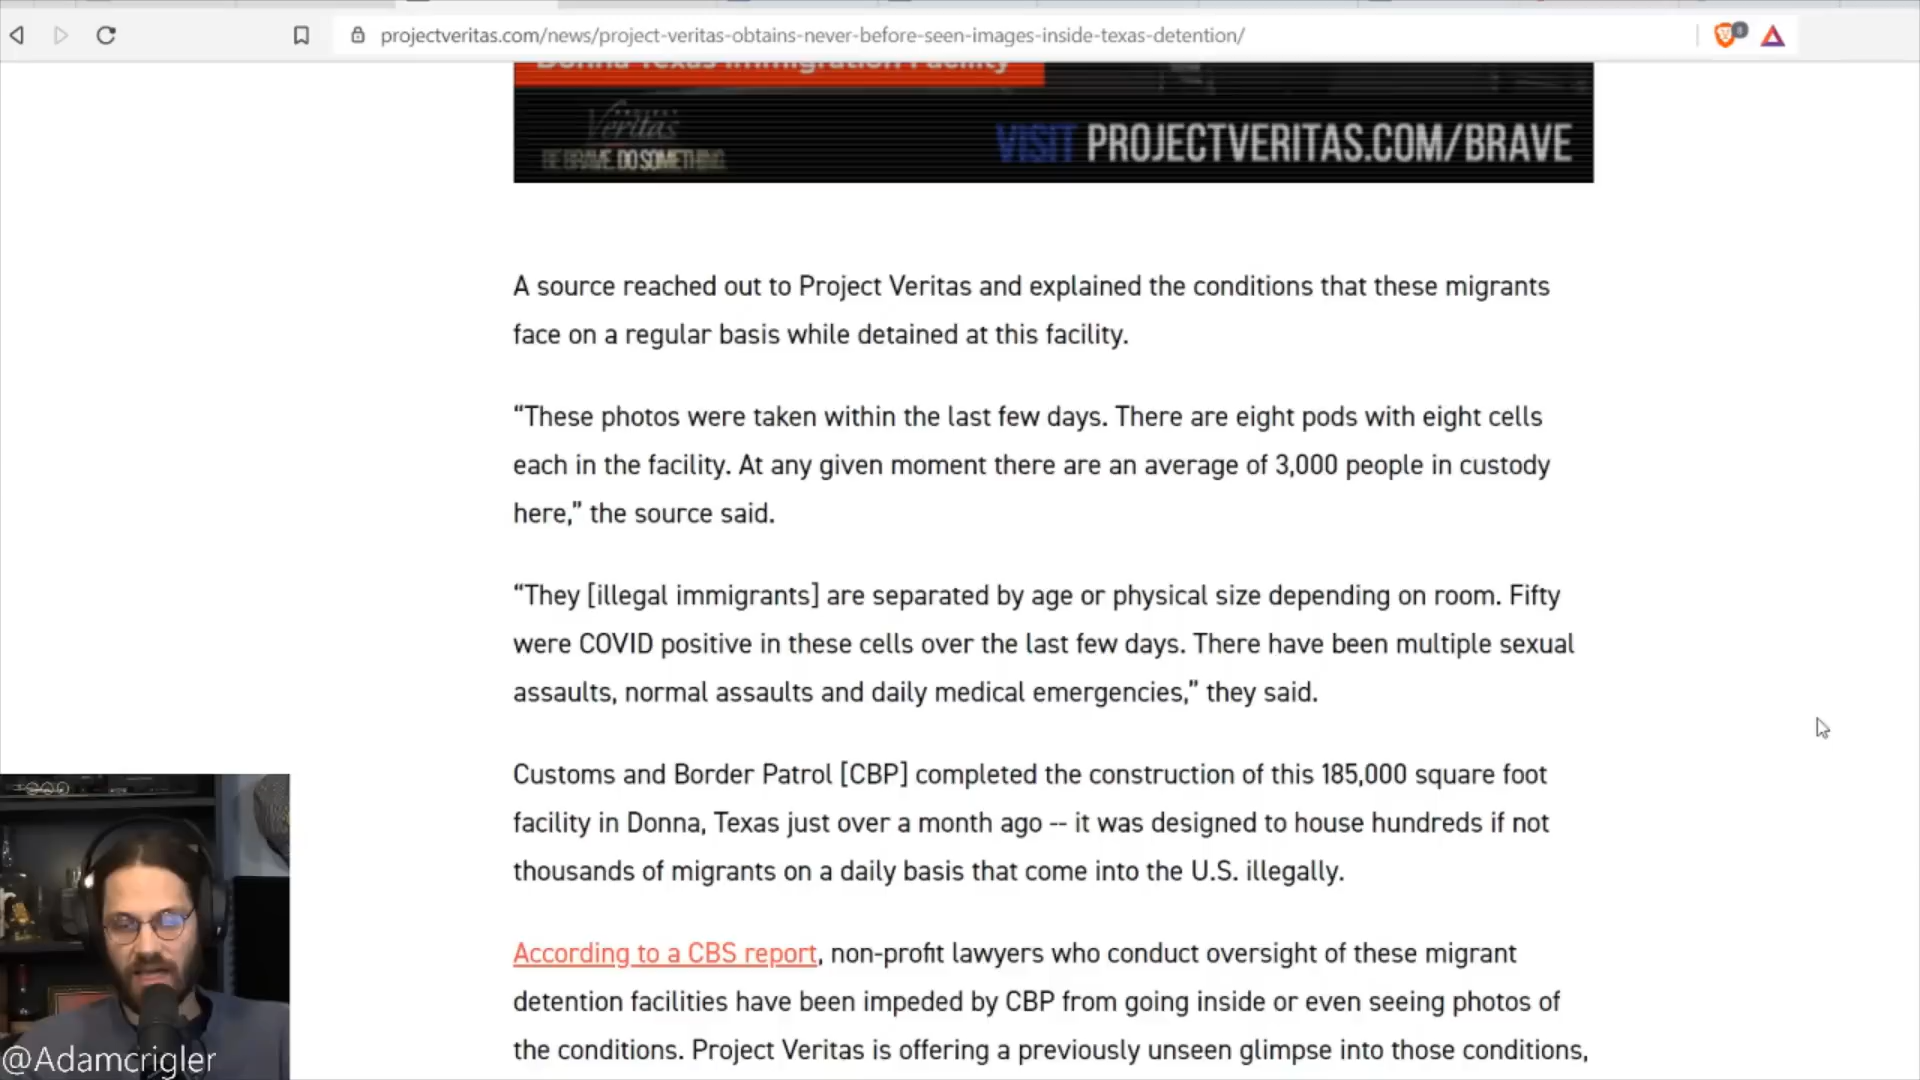 projectveritas.com/news/project-veritas-obtains-never-before-seen-images-inside-texas-detention/
Donna Texas Immigration Facility
PROJECT
Veritas
BE BRAVE. DO SOMETHING.
VISIT PROJECTVERITAS.COM/BRAVE
A source reached out to Project Veritas and explained the conditions that these migrants
face on a regular basis while detained at this facility.
“These photos were taken within the last few days. There are eight pods with eight cells
each in the facility. At any given moment there are an average of 3,000 people in custody
here,” the source said.
“They [illegal immigrants] are separated by age or physical size depending on room. Fifty
were COVID positive in these cells over the last few days. There have been multiple sexual
assaults, normal assaults and daily medical emergencies,” they said.
Customs and Border Patrol [CBP] completed the construction of this 185,000 square foot
facility in Donna, Texas just over a month ago -- it was designed to house hundreds if not
thousands of migrants on a daily basis that come into the U.S. illegally.
According to a CBS report, non-profit lawyers who conduct oversight of these migrant
detention facilities have been impeded by CBP from going inside or even seeing photos of
the conditions. Project Veritas is offering a previously unseen glimpse into those conditions,
@Adamcrigler